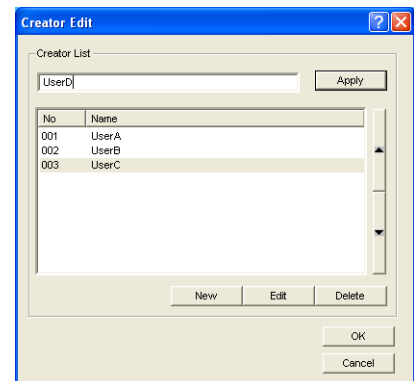 Creator Edit
Creator List
UserD
Apply
No Name
001 UserA
002 UserB
003 UserC
New Edit Delete
OK
Cancel